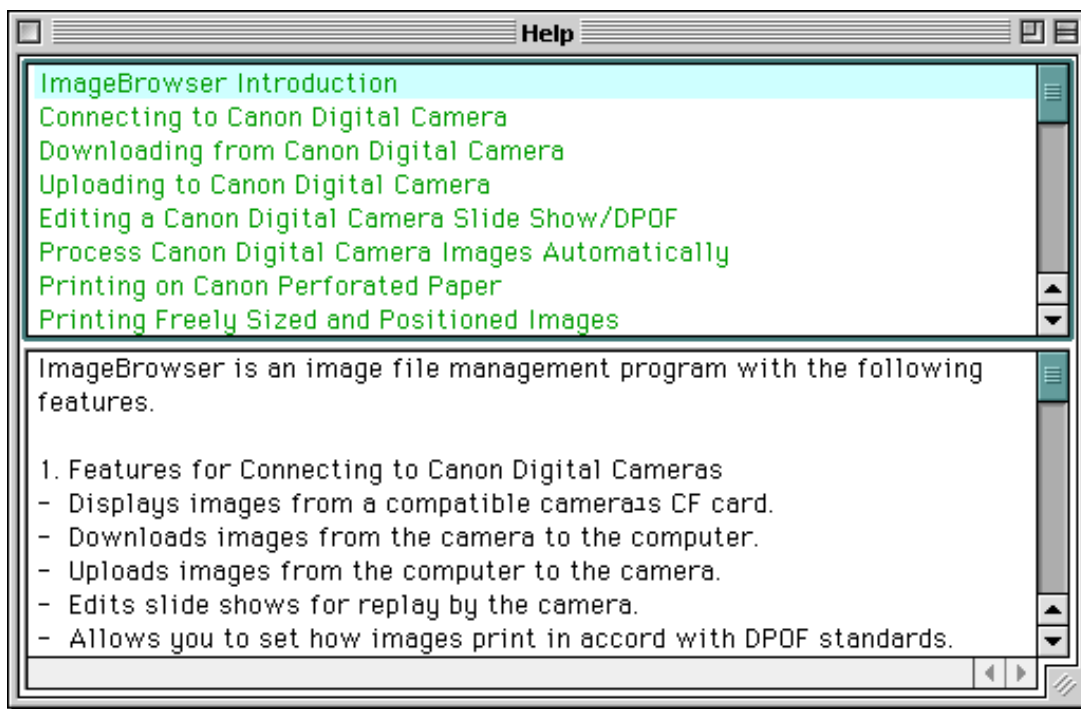 Help
ImageBrowser Introduction
Connecting to Canon Digital Camera
Downloading from Canon Digital Camera
Uploading to Canon Digital Camera
Editing a Canon Digital Camera Slide Show/DPOF
Process Canon Digital Camera Images Automatically
Printing on Canon Perforated Paper
Printing Freely Sized and Positioned Images
ImageBrowser is an image file management program with the following
features.
1. Features for Connecting to Canon Digital Cameras
- Displays images from a compatible cameraַs CF card.
- Downloads images from the camera to the computer.
- Uploads images from the computer to the camera.
- Edits slide shows for replay by the camera.
- Allows you to set how images print in accord with DPOF standards.